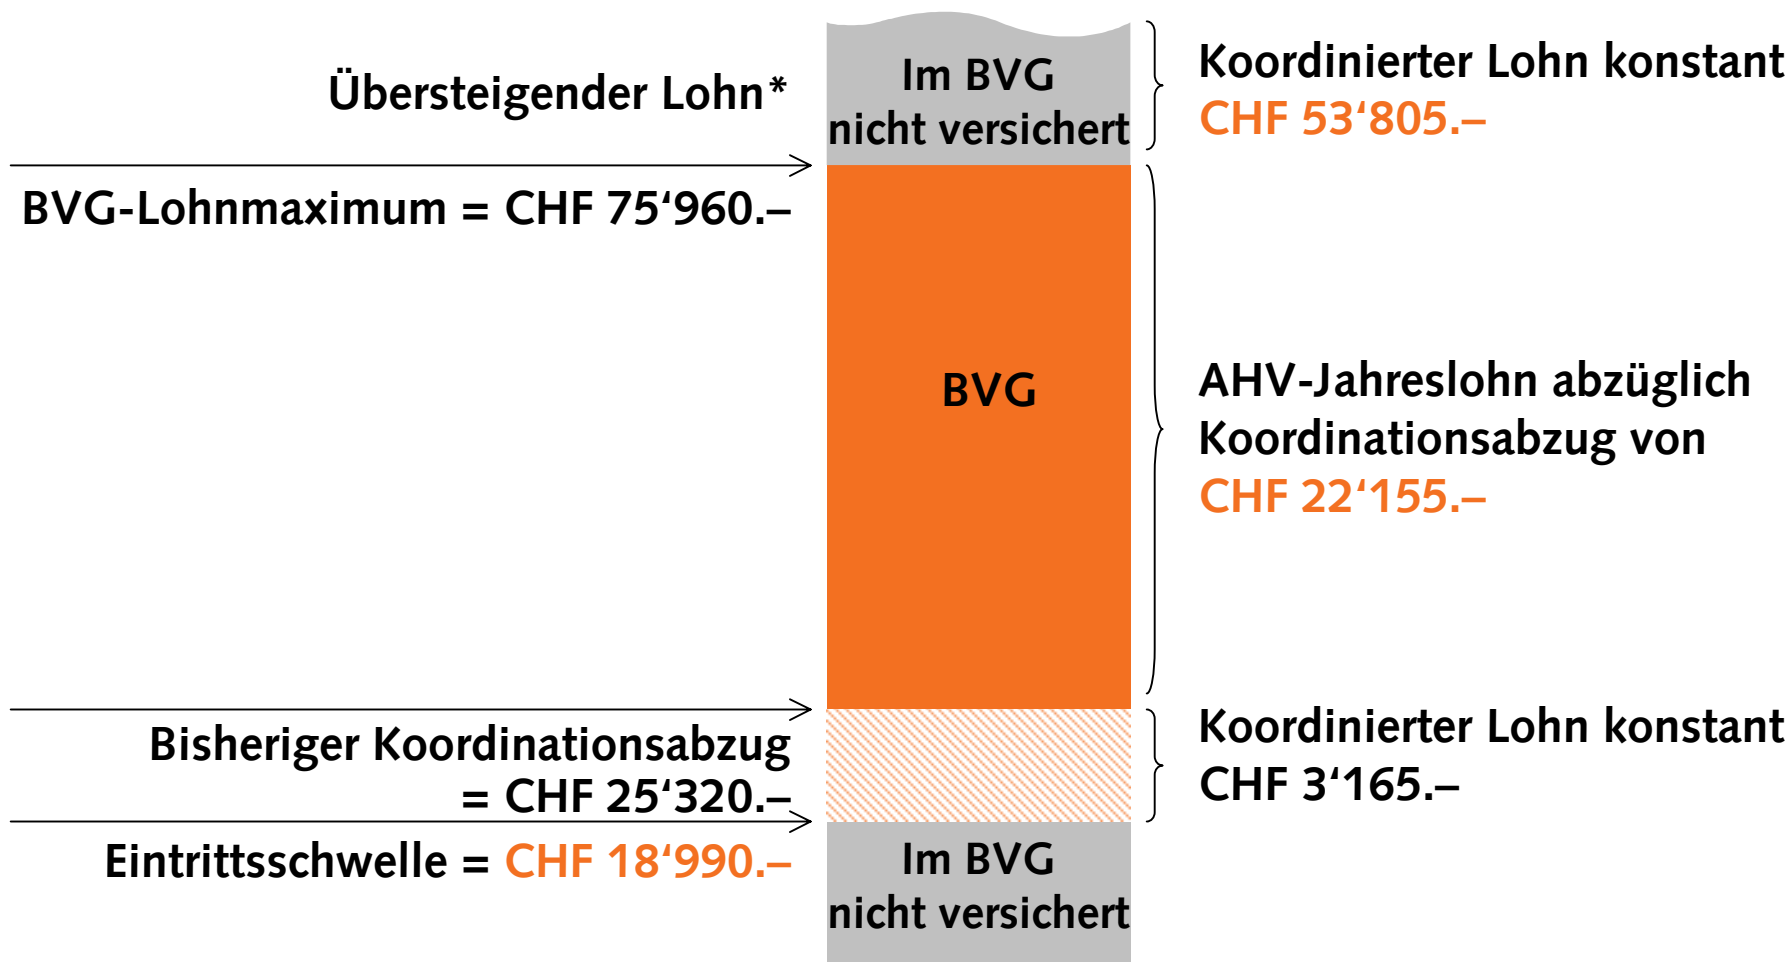 Übersteigender Lohn*
BVG-Lohnmaximum = CHF 75‘960.–
Bisheriger Koordinationsabzug
= CHF 25‘320.–
Eintrittsschwelle = CHF 18‘990.–
Im BVG
nicht versichert
BVG
Im BVG
nicht versichert
Koordinierter Lohn konstant
CHF 53‘805.–
AHV-Jahreslohn abzüglich
Koordinationsabzug von
CHF 22‘155.–
Koordinierter Lohn konstant
CHF 3‘165.–